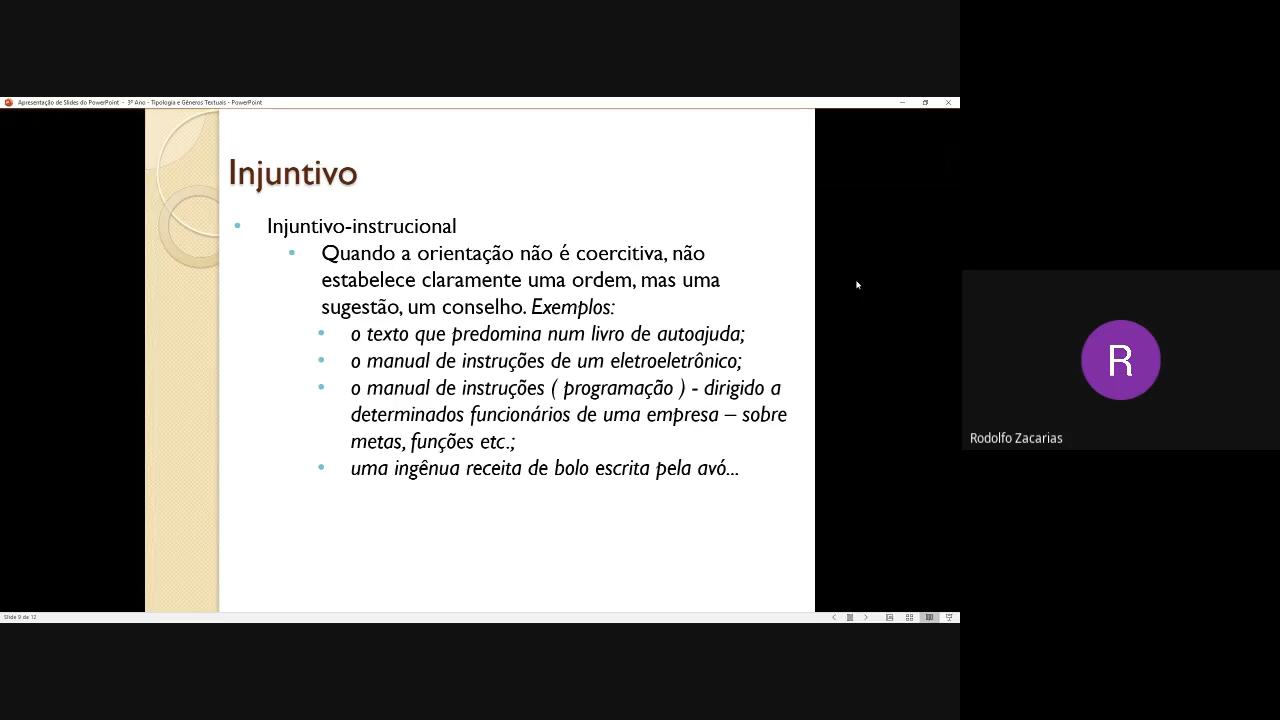 Apresentação de Slides do PowerPoint - 3º Ano - Tipologia e Gêneros Textuais - PowerPoint
Injuntivo
• Injuntivo-instrucional
• Quando a orientação não é coercitiva, não
estabelece claramente uma ordem, mas uma
sugestão, um conselho. Exemplos:
• o texto que predomina num livro de autoajuda;
• o manual de instruções de um eletroeletrônico;
• o manual de instruções ( programação ) - dirigido a
determinados funcionários de uma empresa – sobre
metas, funções etc.;
• uma ingênua receita de bolo escrita pela avó...
R
Rodolfo Zacarias
Slide 9 de 12